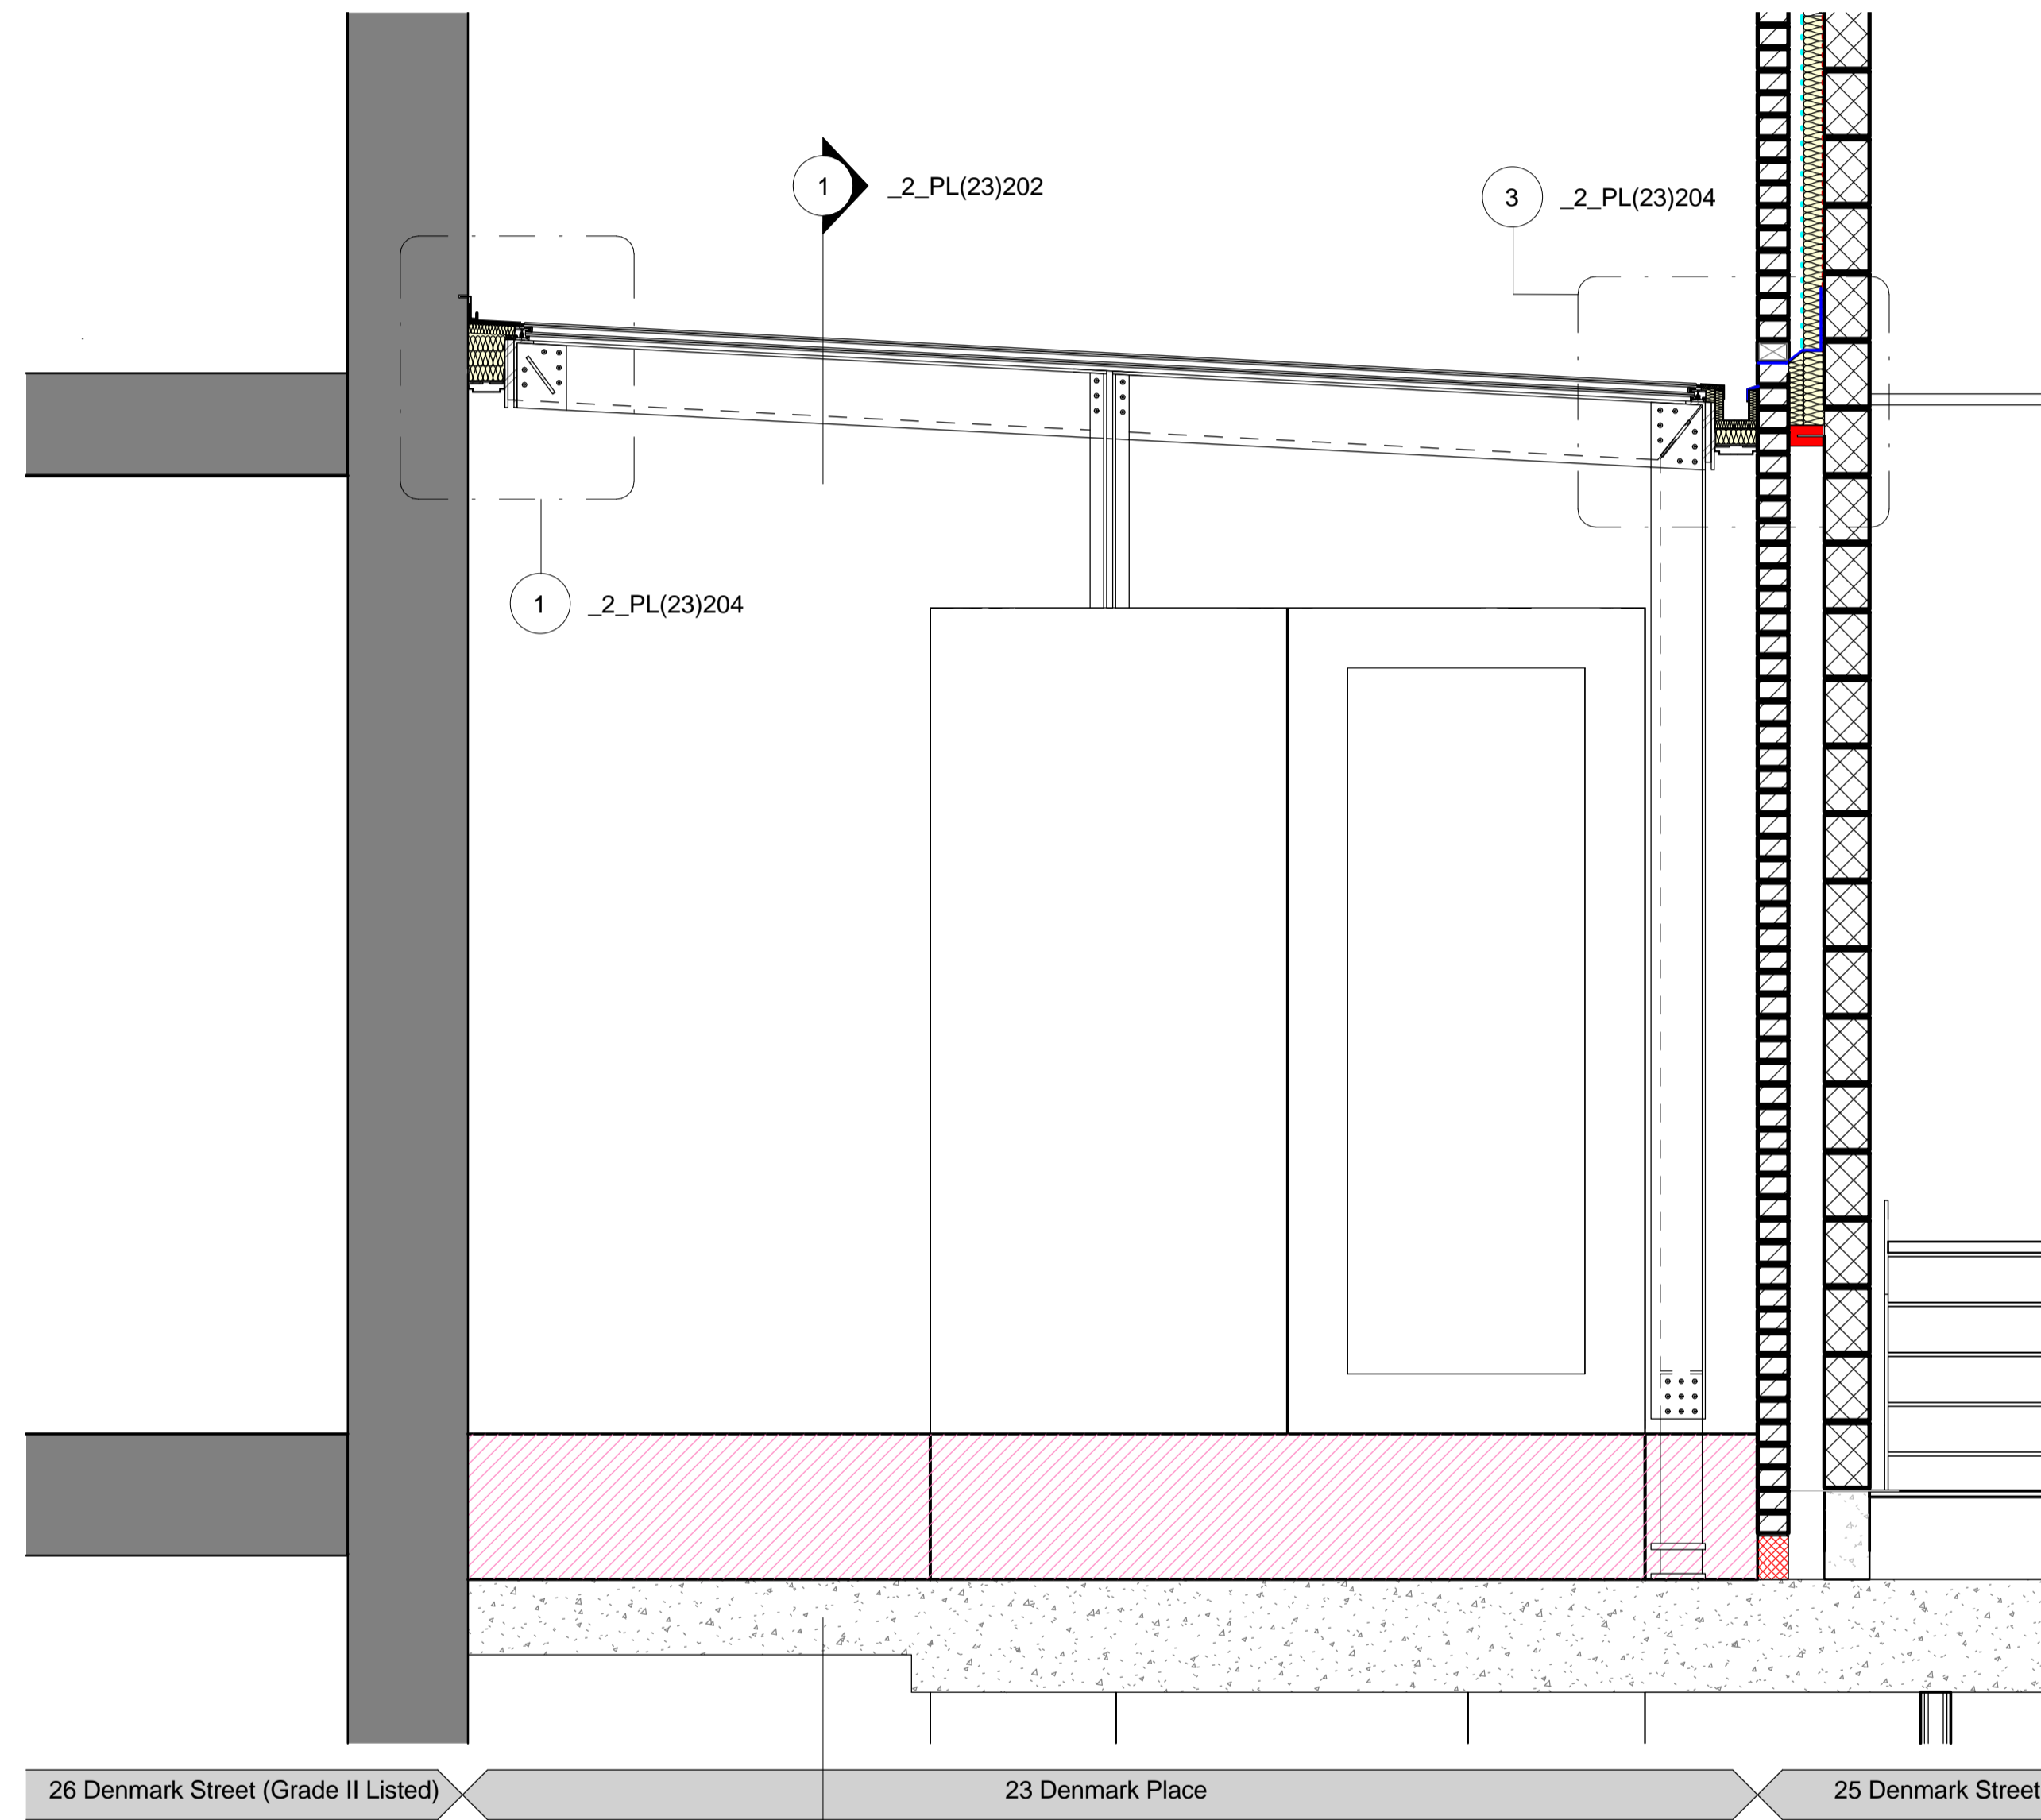 1
_2_PL(23)202
3
_2_PL(23)204
1
_2_PL(23)204
26 Denmark Street (Grade II Listed)
23 Denmark Place
25 Denmark Street